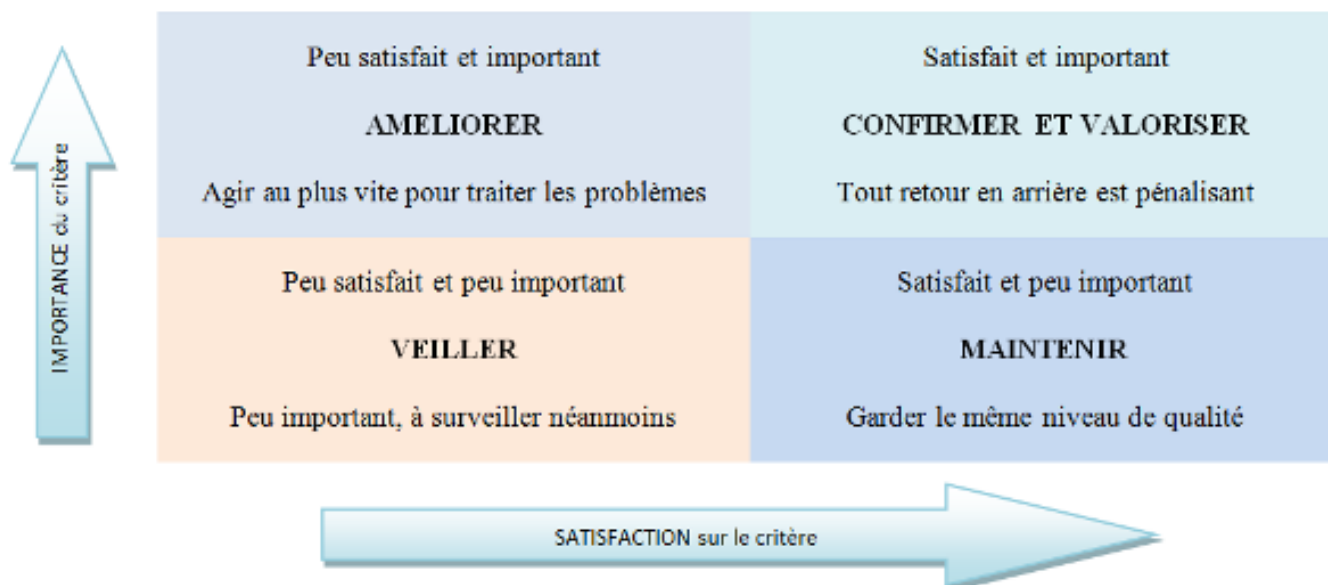 IMPORTANCE du critère
Peu satisfait et important
AMELIORER
Agir au plus vite pour traiter les problèmes
Satisfait et important
CONFIRMER ET VALORISER
Tout retour en arrière est pénalisant
Peu satisfait et peu important
VEILLER
Peu important, à surveiller néanmoins
Satisfait et peu important
MAINTENIR
Garder le même niveau de qualité
SATISFACTION sur le critère